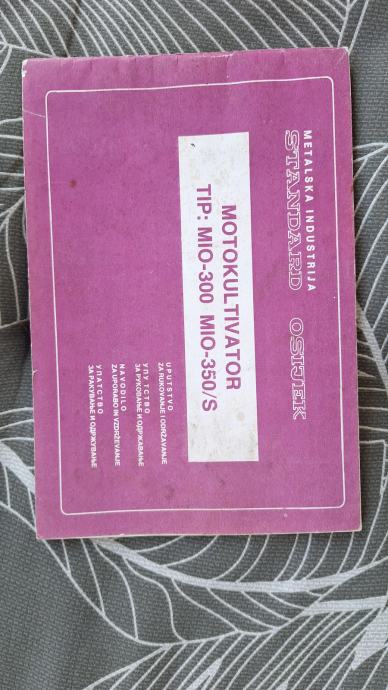 METALSKA INDUSTRIJA
STANDARD OSIJEK
MOTOKULTIVATOR
TIP: MIO-300 MIO-350/S
UPUTSTVO
ZA RUKOVANJE I ODRŽAVANJE
УПУТСТВО
ЗА РУКОВАЊЕ И ОДРЖАВАЊЕ
NAVODILO
ZA UPORABO IN VZDRŽEVANJE
УПАТСТВО
ЗА РАКУВАЊЕ И ОДРЖУВАЊЕ